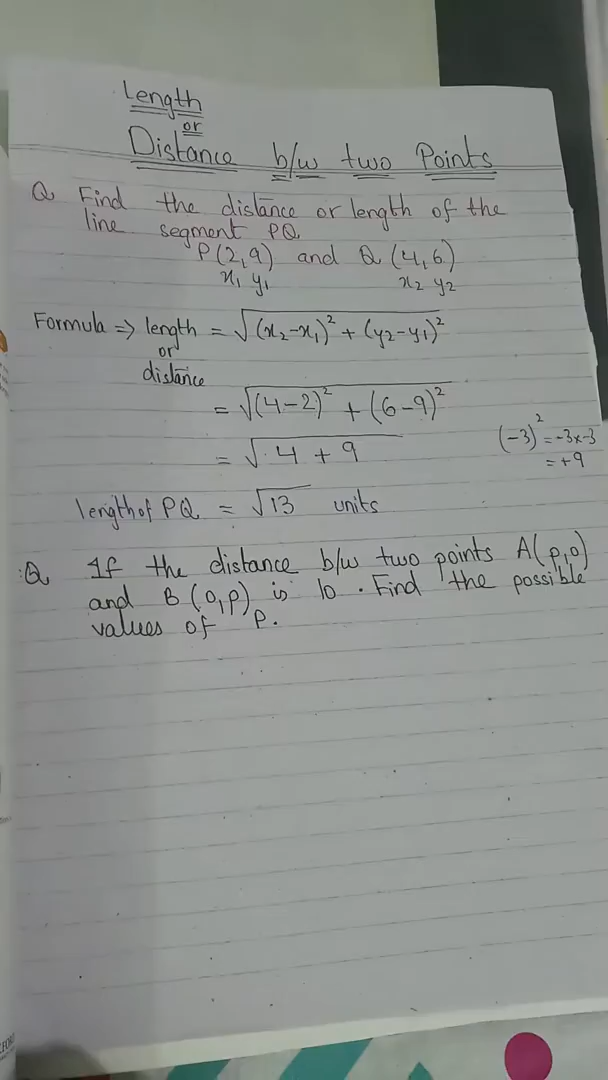 Length
or
Distance b/w two Points
Q Find the distance or length of the
line segment PQ
P(2,9) and Q(4,6)
x₁ y₁ x₂ y₂
Formula => length = √(x₂-x₁)² + (y₂-y₁)²
or
distance
= √(4-2)² + (6-9)²
= √4 + 9
(-3)² = -3x-3
= +9
length of PQ = √13 units
Q If the distance b/w two points A(p,0)
and B(0,p) is 10. Find the possible
values of p.